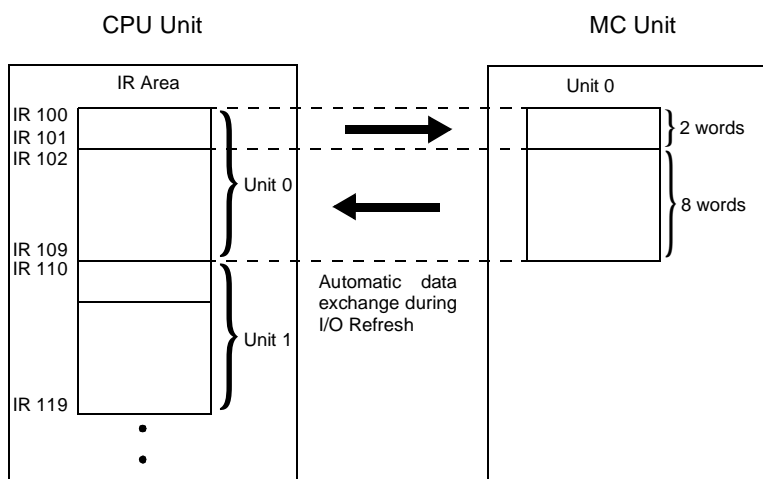 CPU Unit
MC Unit
IR Area
Unit 0
IR 100
IR 101
IR 102
2 words
Unit 0
8 words
IR 109
IR 110
Automatic data
exchange during
I/O Refresh
Unit 1
IR 119